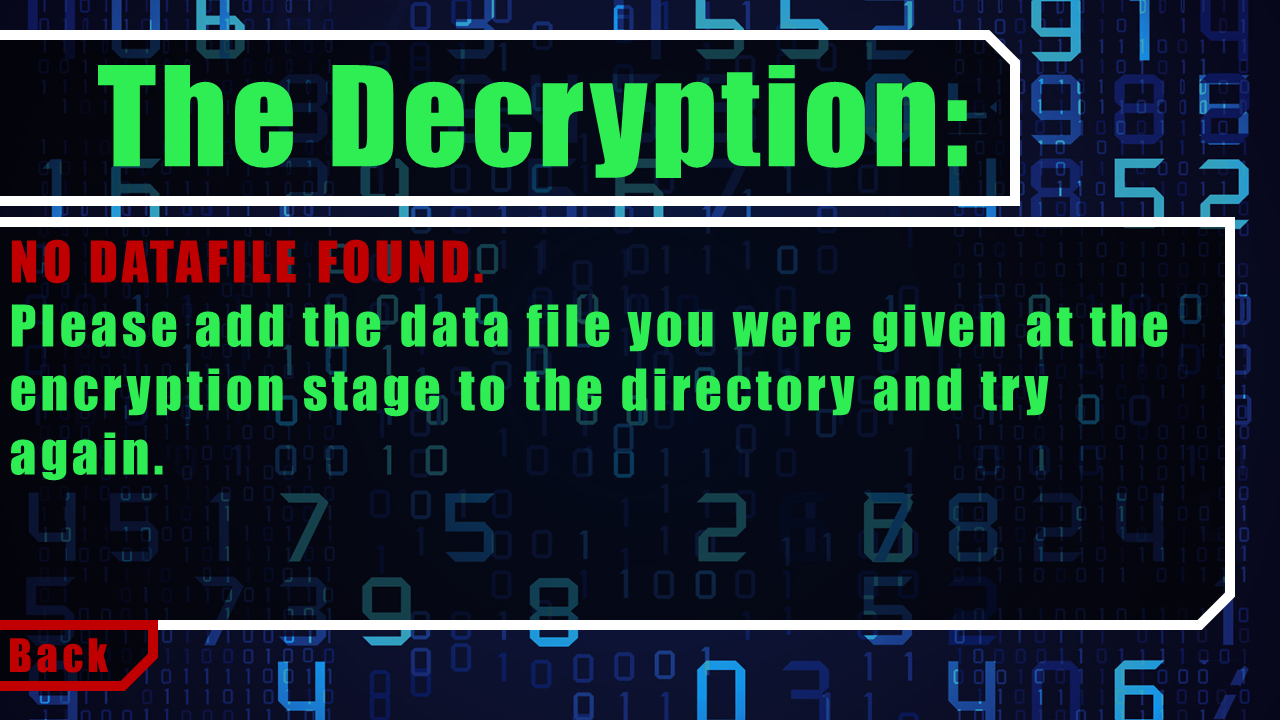 The Decryption:
NO DATAFILE FOUND.
Please add the data file you were given at the
encryption stage to the directory and try
again.
Back